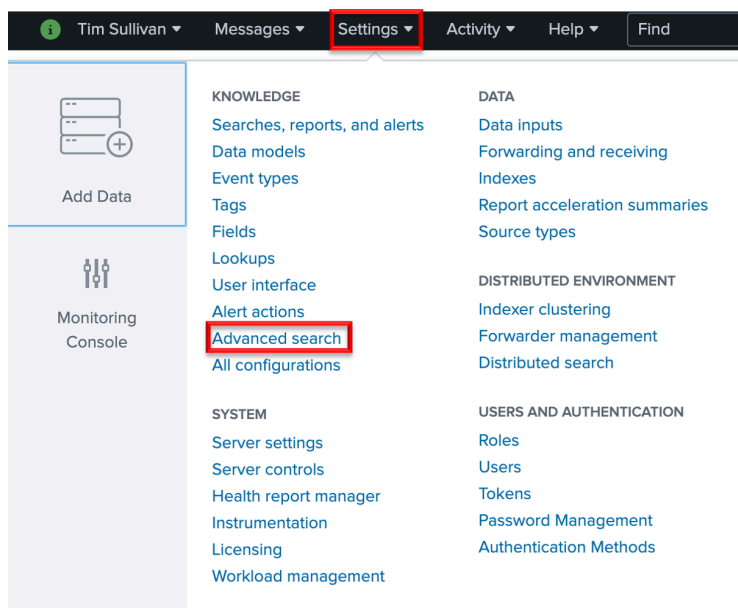 i Tim Sullivan Messages Settings Activity Help Find
Add Data
Monitoring
Console
KNOWLEDGE
Searches, reports, and alerts
Data models
Event types
Tags
Fields
Lookups
User interface
Alert actions
Advanced search
All configurations
SYSTEM
Server settings
Server controls
Health report manager
Instrumentation
Licensing
Workload management
DATA
Data inputs
Forwarding and receiving
Indexes
Report acceleration summaries
Source types
DISTRIBUTED ENVIRONMENT
Indexer clustering
Forwarder management
Distributed search
USERS AND AUTHENTICATION
Roles
Users
Tokens
Password Management
Authentication Methods